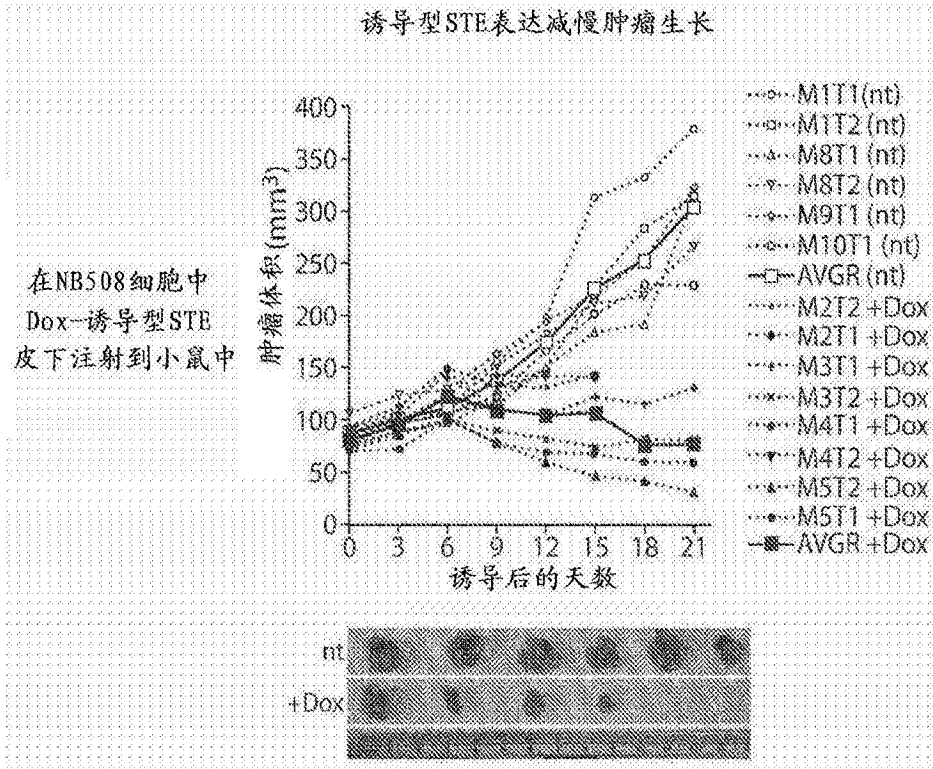 诱导型STE表达减慢肿瘤生长
在NB508细胞中
Dox-诱导型STE
皮下注射到小鼠中
肿瘤体积(mm³)
400
350
300
250
200
150
100
50
0
0 3 6 9 12 15 18 21
诱导后的天数
M1T1(nt)
M1T2 (nt)
M8T1 (nt)
M8T2 (nt)
M9T1 (nt)
M10T1 (nt)
AVGR (nt)
M2T2 +Dox
M2T1 +Dox
M3T1 +Dox
M3T2 +Dox
M4T1 +Dox
M4T2 +Dox
M5T2 +Dox
M5T1 +Dox
AVGR +Dox
nt
+Dox